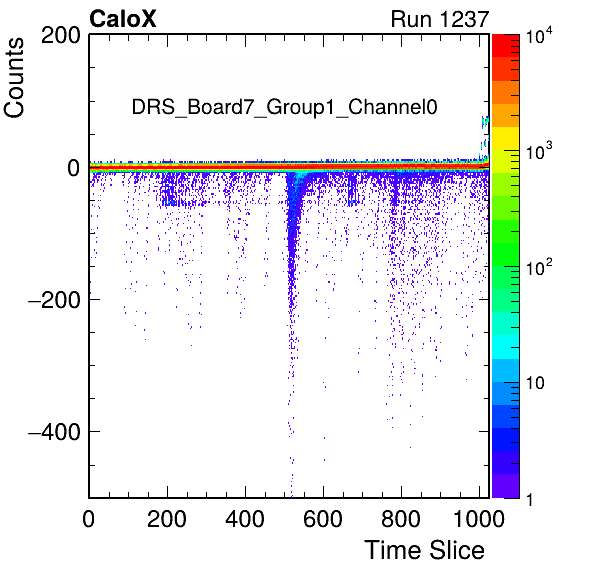 CaloX Run 1237
Counts
DRS_Board7_Group1_Channel0
200
0
−200
−400
0 200 400 600 800 1000
Time Slice
10⁴
10³
10²
10
1